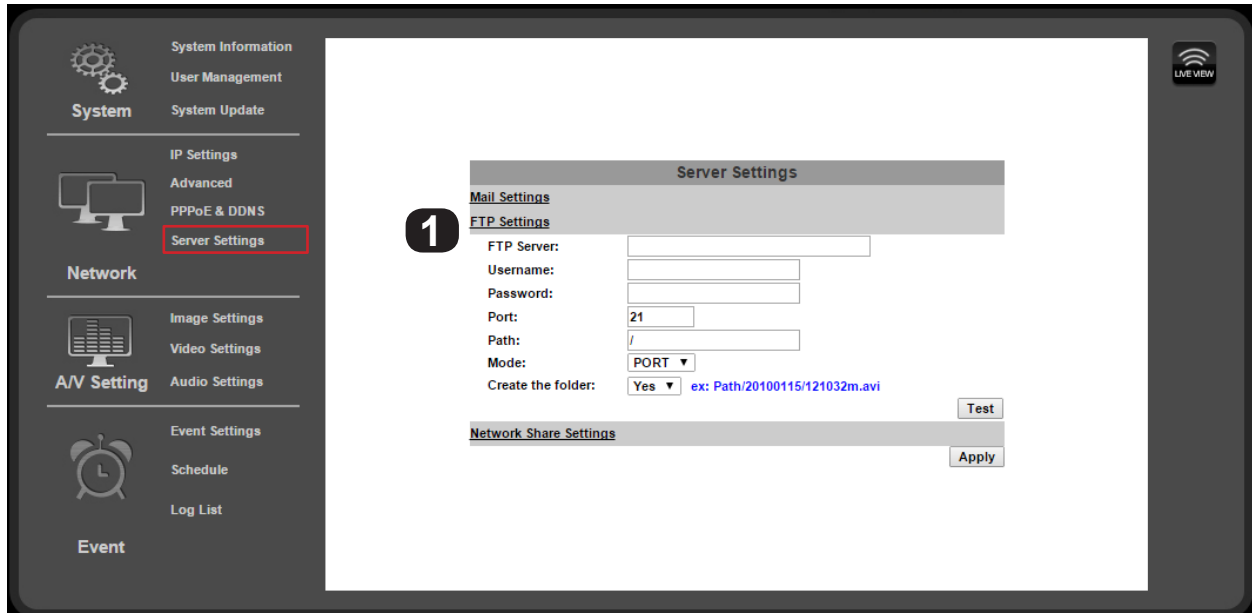 System Information
User Management
System
System Update
IP Settings
Advanced
PPPoE & DDNS
Server Settings
Network
Image Settings
Video Settings
A/V Setting
Audio Settings
Event Settings
Schedule
Log List
Event
LIVE VIEW
Server Settings
Mail Settings
1
FTP Settings
FTP Server:
Username:
Password:
Port: 21
Path: /
Mode: PORT
Create the folder: Yes ex: Path/20100115/121032m.avi
Test
Network Share Settings
Apply